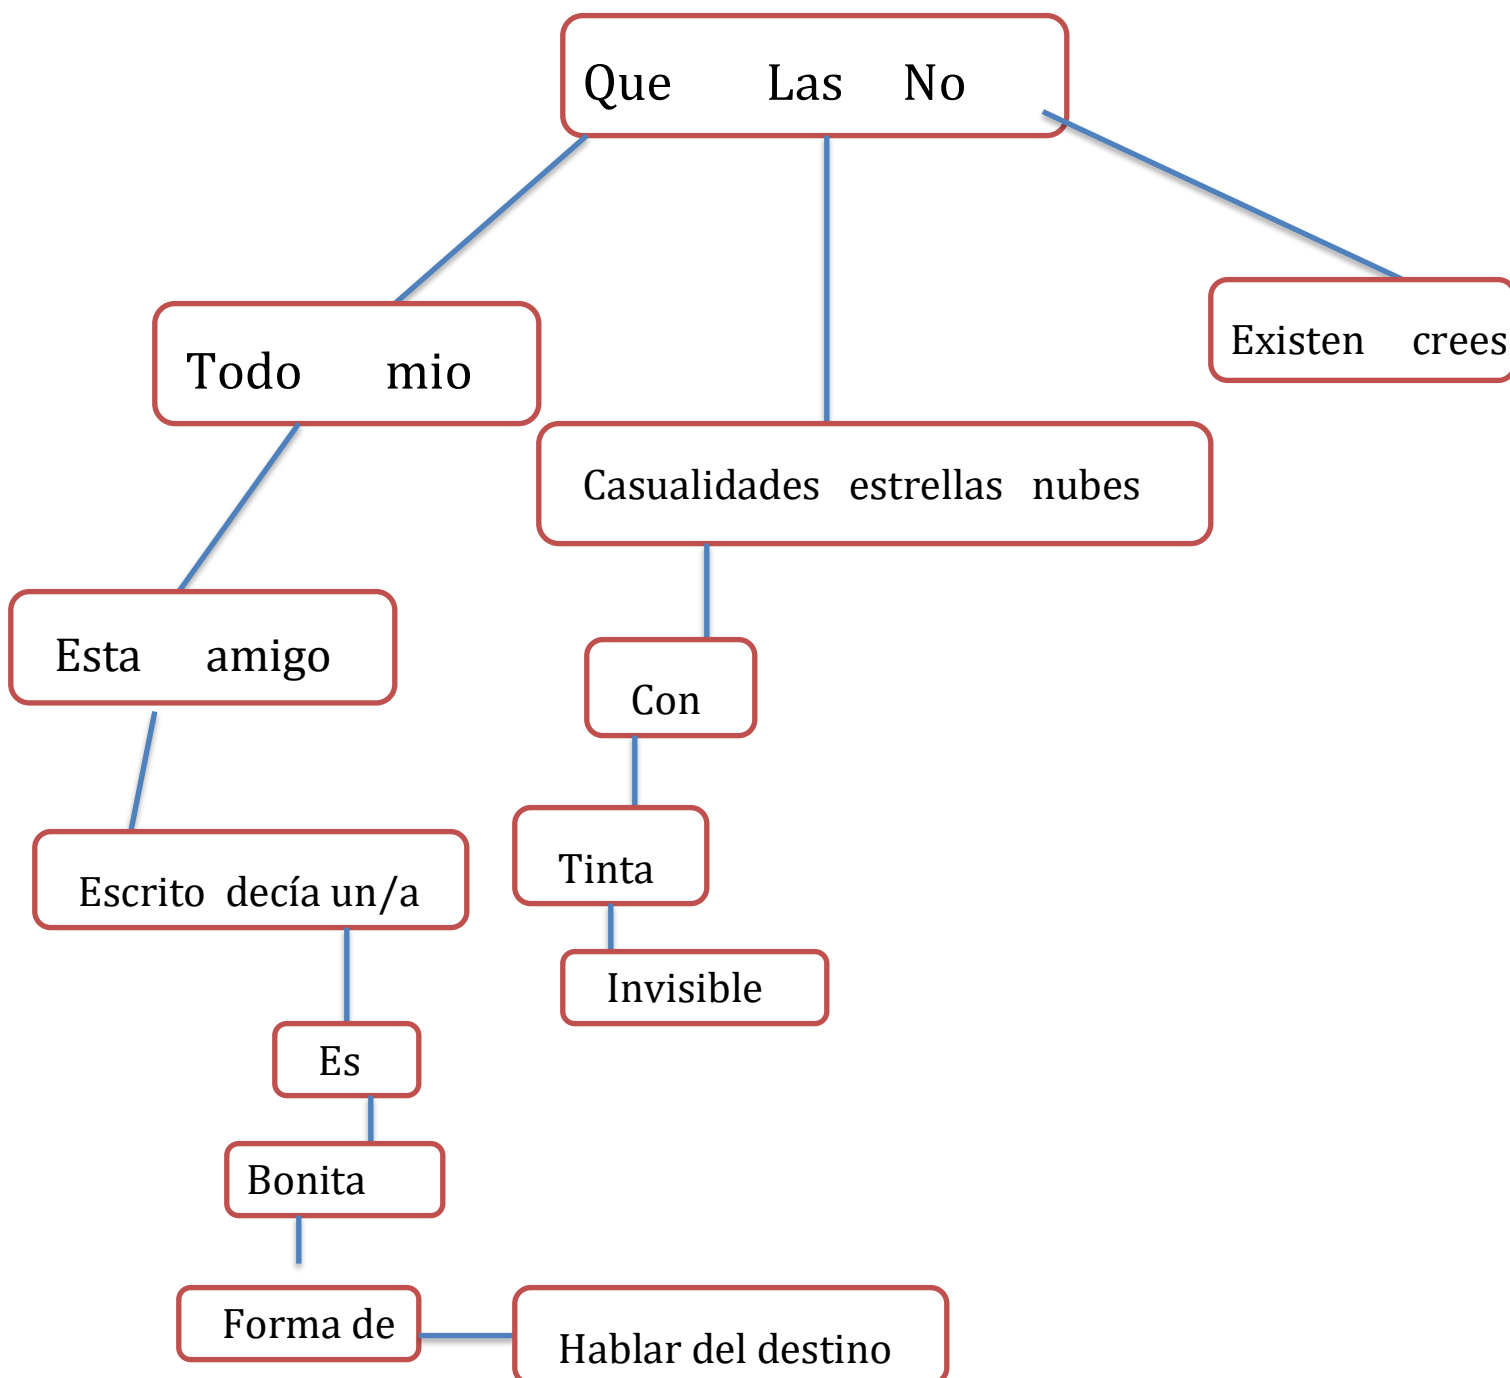 Que Las No
Todo mio
Existen crees
Casualidades estrellas nubes
Esta amigo
Con
Tinta
Escrito decía un/a
Invisible
Es
Bonita
Forma de
Hablar del destino